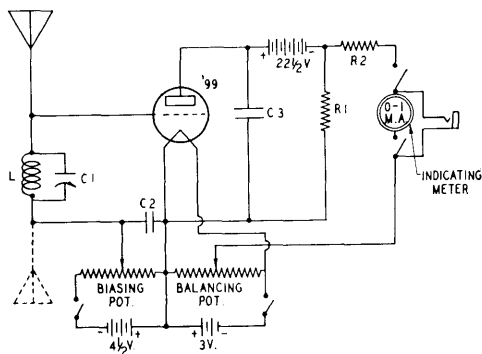 '99
+ 22½V
R2
C3
R1
0-1
M.A.
L
C1
INDICATING
METER
C2
BIASING
POT.
BALANCING
POT.
- +
4½V.
+ -
3V.